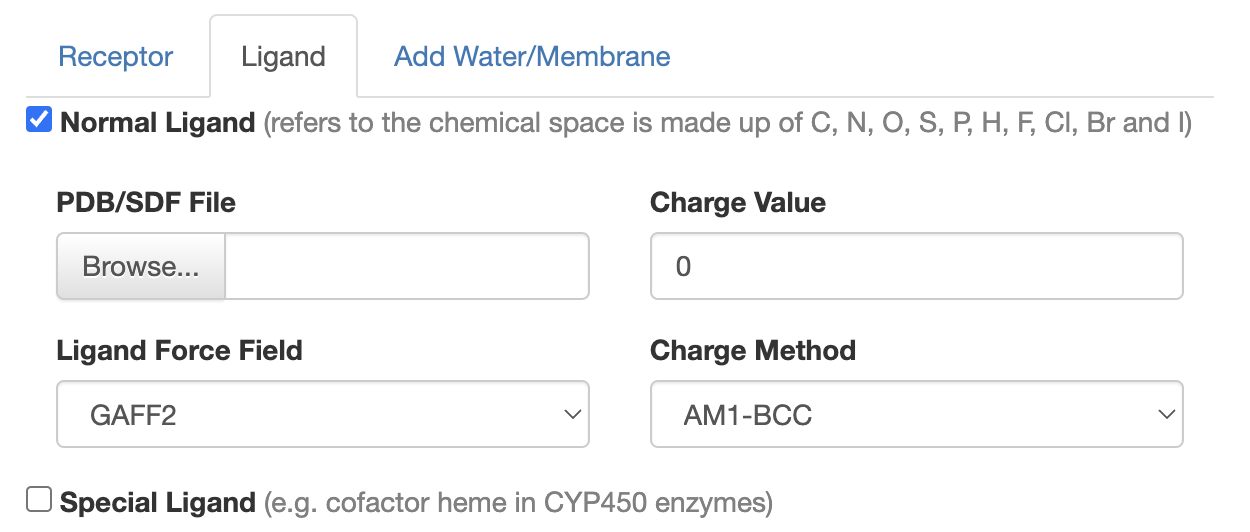 Receptor Ligand Add Water/Membrane
Normal Ligand (refers to the chemical space is made up of C, N, O, S, P, H, F, Cl, Br and I)
PDB/SDF File Charge Value
Browse... 0
Ligand Force Field Charge Method
GAFF2 AM1-BCC
Special Ligand (e.g. cofactor heme in CYP450 enzymes)